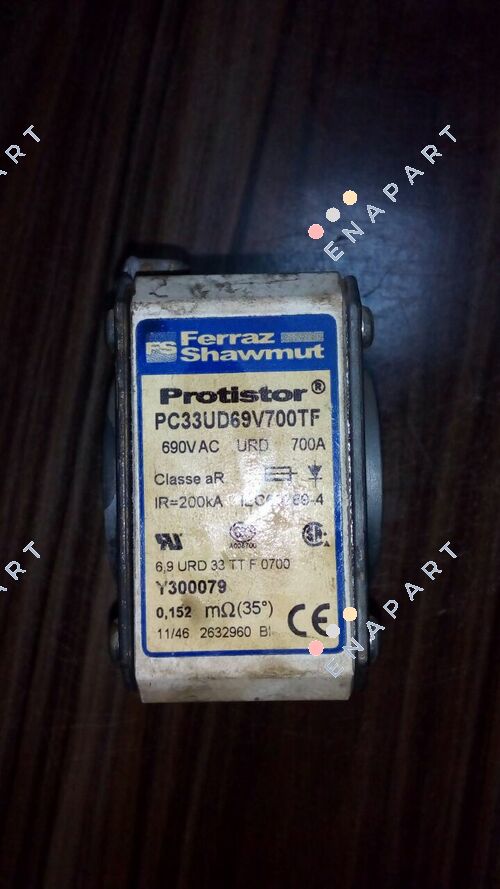 ENAPART
FS Ferraz Shawmut
Protistor®
PC33UD69V700TF
690VAC URD 700A
Classe aR
IR=200kA
6,9 URD 33 TT F 0700
Y300079
0,152 mΩ(35°)
11/46 2632960 BI
CE
ENAPART